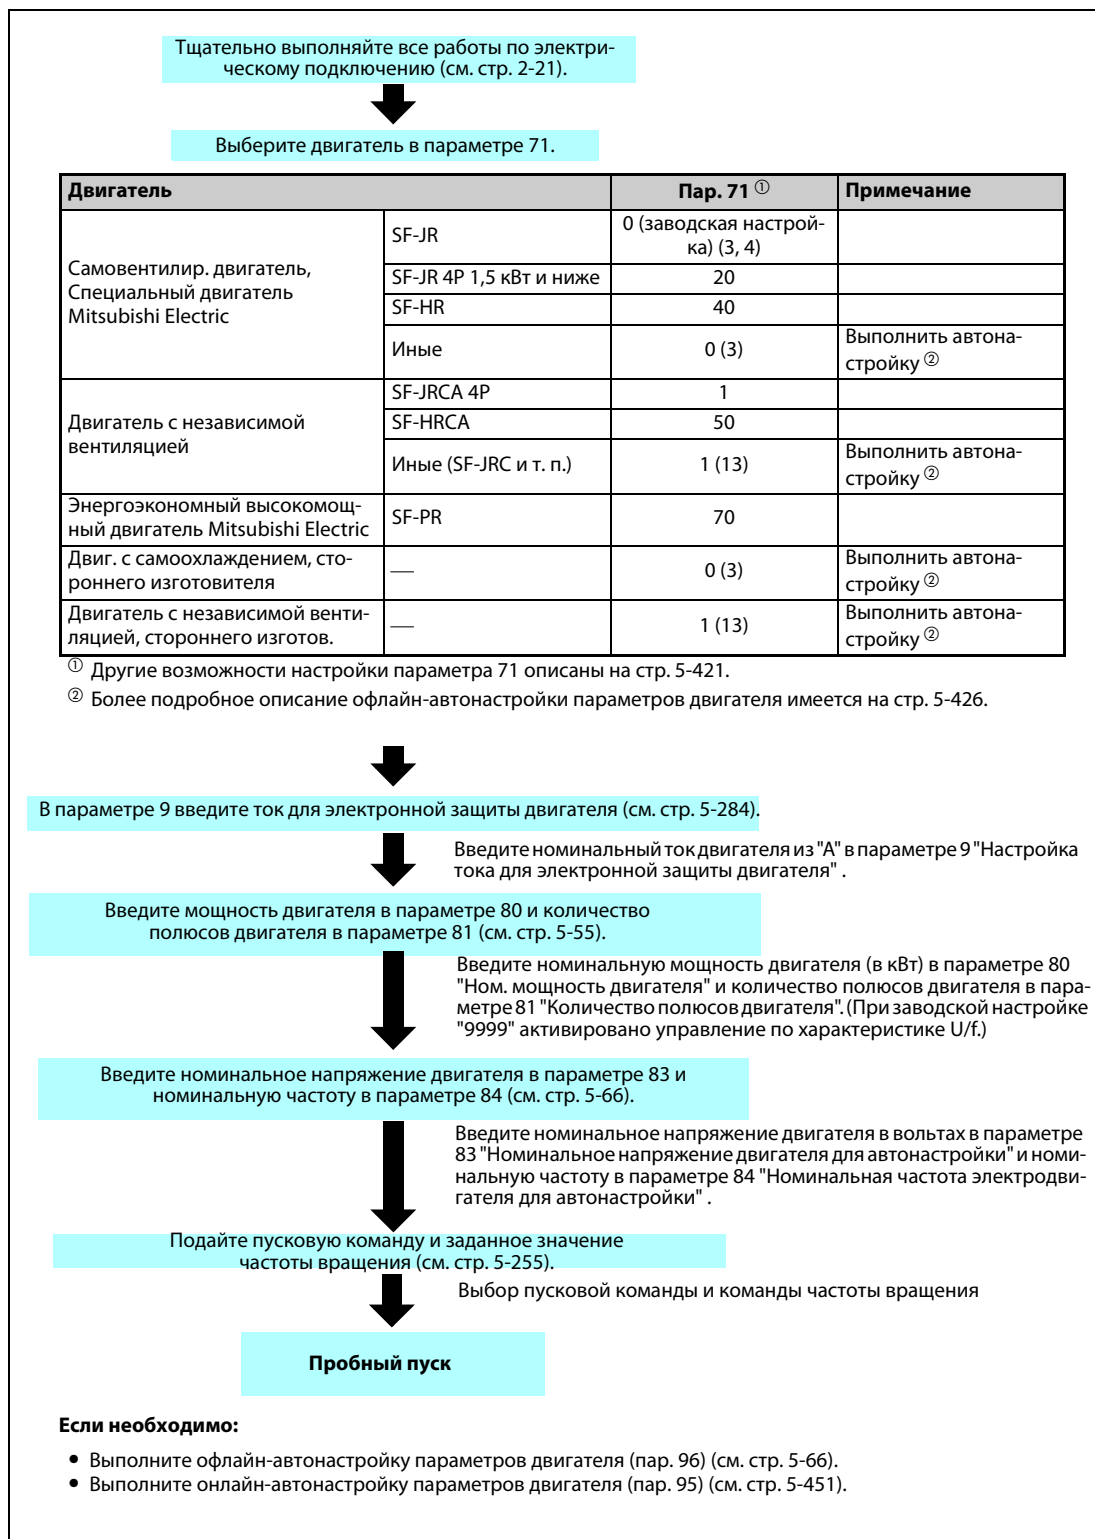 Тщательно выполняйте все работы по электри-
ческому подключению (см. стр. 2-21).
Выберите двигатель в параметре 71.
Двигатель
Пар. 71 ①
Примечание
Самовентилир. двигатель,
Специальный двигатель
Mitsubishi Electric
SF-JR
0 (заводская настрой-
ка) (3, 4)
SF-JR 4P 1,5 кВт и ниже
20
SF-HR
40
Иные
0 (3)
Выполнить автона-
стройку ②
Двигатель с независимой
вентиляцией
SF-JRCA 4P
1
SF-HRCA
50
Иные (SF-JRC и т. п.)
1 (13)
Выполнить автона-
стройку ②
Энергоэкономный высокомощ-
ный двигатель Mitsubishi Electric
SF-PR
70
Двиг. с самоохлаждением, сто-
роннего изготовителя
—
0 (3)
Выполнить автона-
стройку ②
Двигатель с независимой венти-
ляцией, стороннего изготов.
—
1 (13)
Выполнить автона-
стройку ②
① Другие возможности настройки параметра 71 описаны на стр. 5-421.
② Более подробное описание офлайн-автонастройки параметров двигателя имеется на стр. 5-426.
В параметре 9 введите ток для электронной защиты двигателя (см. стр. 5-284).
Введите номинальный ток двигателя из "А" в параметре 9 "Настройка
тока для электронной защиты двигателя" .
Введите мощность двигателя в параметре 80 и количество
полюсов двигателя в параметре 81 (см. стр. 5-55).
Введите номинальную мощность двигателя (в кВт) в параметре 80
"Ном. мощность двигателя" и количество полюсов двигателя в пара-
метре 81 "Количество полюсов двигателя". (При заводской настройке
"9999" активировано управление по характеристике U/f.)
Введите номинальное напряжение двигателя в параметре 83 и
номинальную частоту в параметре 84 (см. стр. 5-66).
Введите номинальное напряжение двигателя в вольтах в параметре
83 "Номинальное напряжение двигателя для автонастройки" и номи-
нальную частоту в параметре 84 "Номинальная частота электродви-
гателя для автонастройки" .
Подайте пусковую команду и заданное значение
частоты вращения (см. стр. 5-255).
Выбор пусковой команды и команды частоты вращения
Пробный пуск
Если необходимо:
• Выполните офлайн-автонастройку параметров двигателя (пар. 96) (см. стр. 5-66).
• Выполните онлайн-автонастройку параметров двигателя (пар. 95) (см. стр. 5-451).